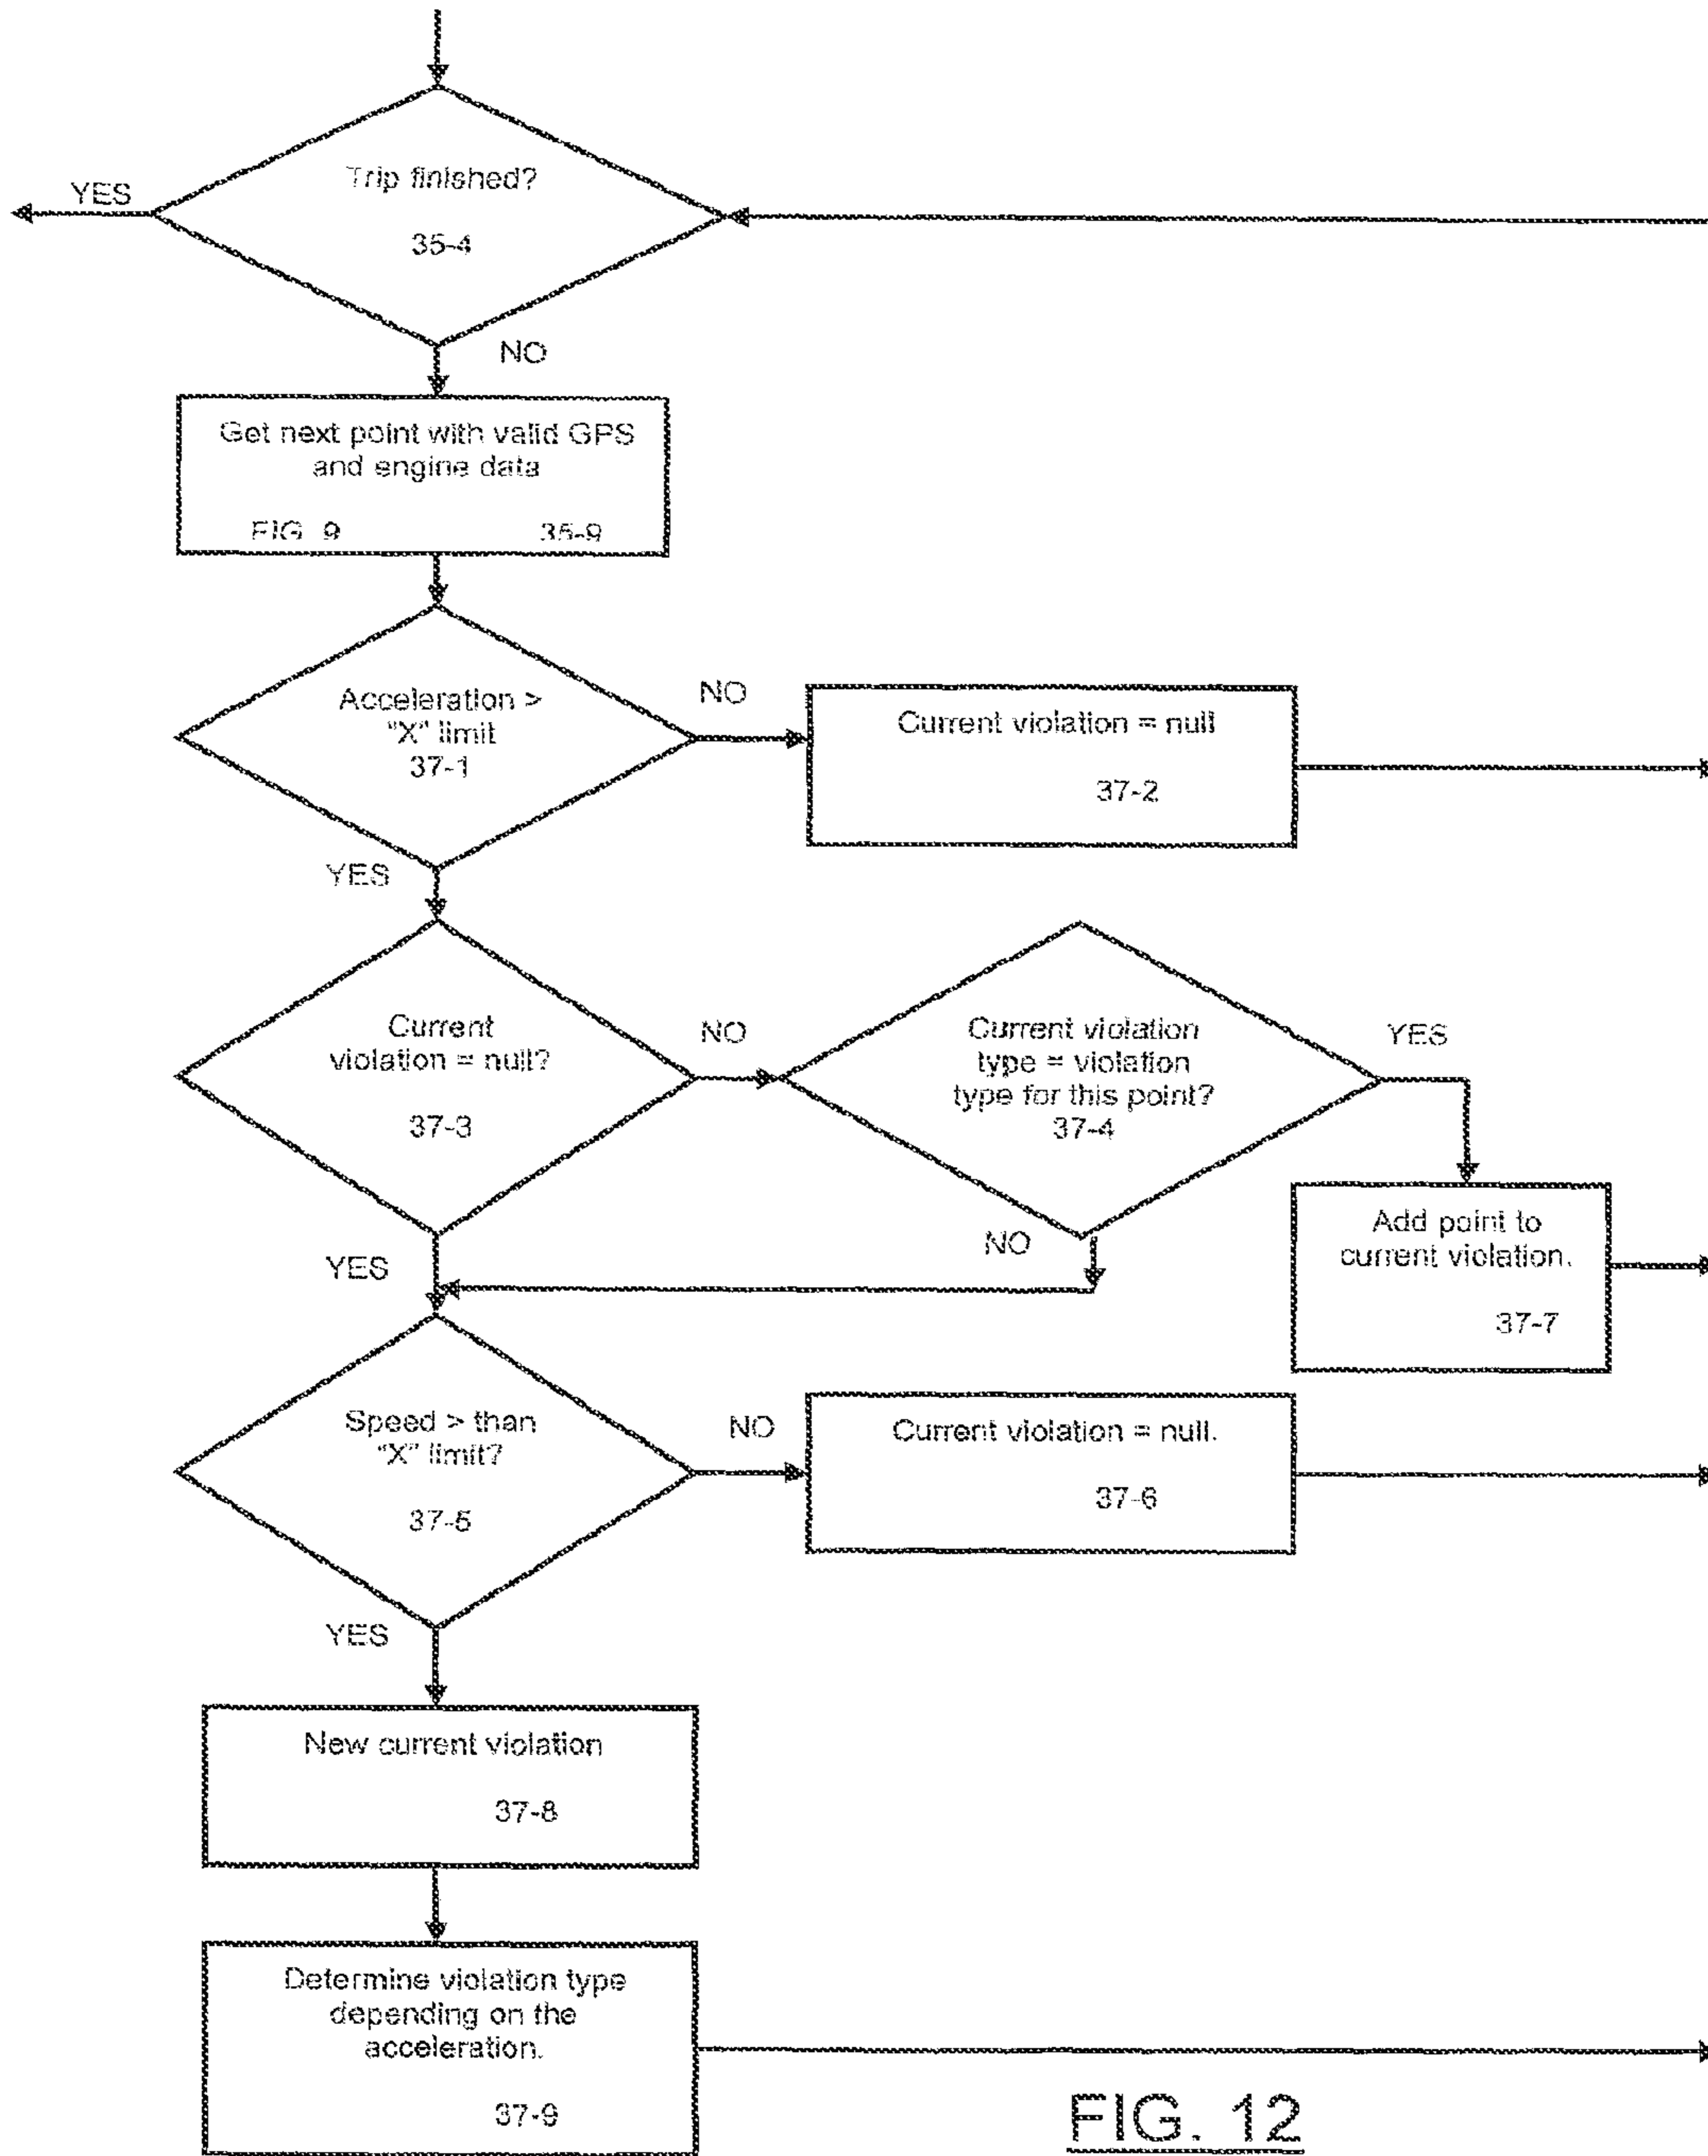 Trip finished?
YES
35-4
NO
Get next point with valid GPS
and engine data
FIG. 9 35-9
Acceleration >
"X" limit
37-1
NO
Current violation = null
37-2
YES
Current
violation = null?
37-3
NO
Current violation
type = violation
type for this point?
37-4
YES
NO
Add point to
current violation.
37-7
YES
Speed > than
"X" limit?
37-5
NO
Current violation = null.
37-6
YES
New current violation
37-8
Determine violation type
depending on the
acceleration.
37-9
FIG. 12